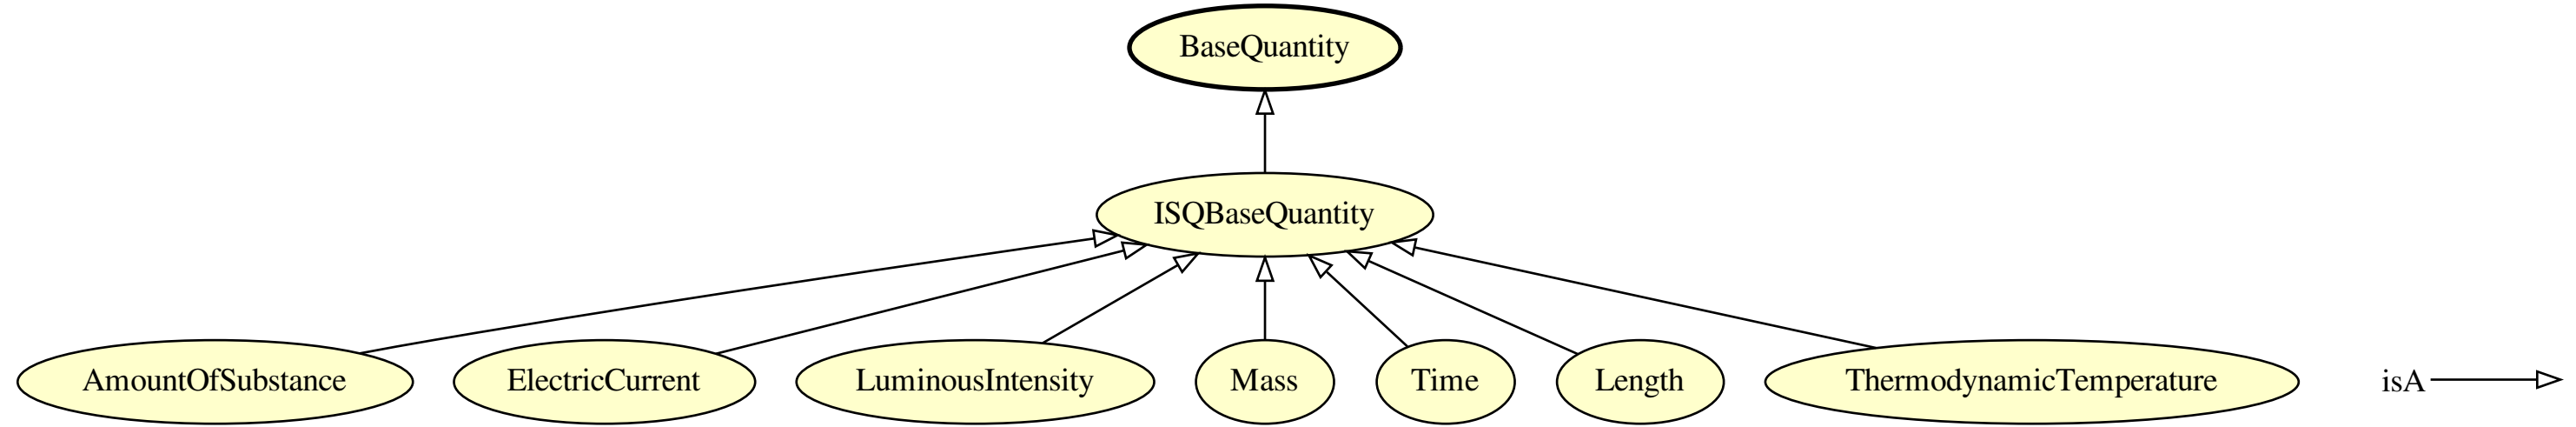 BaseQuantity
ISQBaseQuantity
AmountOfSubstance
ElectricCurrent
LuminousIntensity
Mass
Time
Length
ThermodynamicTemperature
isA